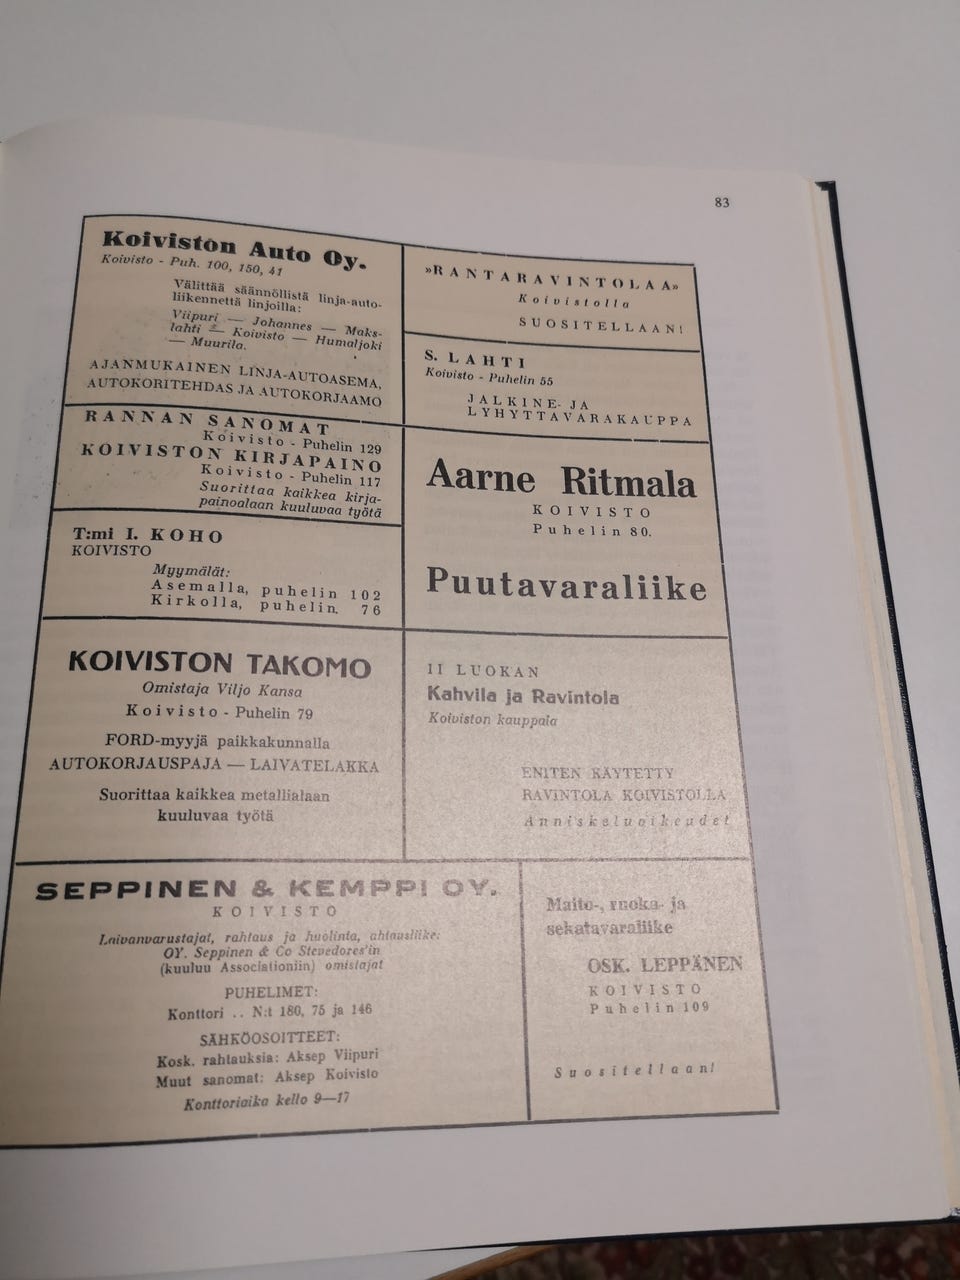 83
Koiviston Auto Oy.
Koivisto - Puh. 100, 150, 41
Välittää säännöllistä linja-auto-
liikennettä linjoilla:
Viipuri — Johannes — Maks-
lahti — Koivisto — Humaljoki
— Muurila.
AJANMUKAINEN LINJA-AUTOASEMA,
AUTOKORITEHDAS JA AUTOKORJAAMO
RANNAN SANOMAT
Koivisto - Puhelin 129
KOIVISTON KIRJAPAINO
Koivisto - Puhelin 117
Suorittaa kaikkea kirja-
painoalaan kuuluvaa työtä
T:mi I. KOHO
KOIVISTO
Myymälät:
Asemalla, puhelin 102
Kirkolla, puhelin. 76
KOIVISTON TAKOMO
Omistaja Viljo Kansa
Koivisto - Puhelin 79
FORD-myyjä paikkakunnalla
AUTOKORJAUSPAJA — LAIVATELAKKA
Suorittaa kaikkea metallialaan
kuuluvaa työtä
»RANTARAVINTOLAA»
Koivistolla
SUOSITELLAAN!
S. LAHTI
Koivisto - Puhelin 55
JALKINE- JA
LYHYTTAVARAKAUPPA
Aarne Ritmala
KOIVISTO
Puhelin 80.
Puutavaraliike
II LUOKAN
Kahvila ja Ravintola
Koiviston kauppala
ENITEN KÄYTETTY
RAVINTOLA KOIVISTOLLA
Anniskeluoikeudet
SEPPINEN & KEMPPI OY.
KOIVISTO
Laivanvarustajat, rahtaus ja huolinta, ahtausliike:
OY. Seppinen & Co Stevedores'in
(kuuluu Associationiin) omistajat
PUHELIMET:
Konttori .. N:t 180, 75 ja 146
SÄHKÖOSOITTEET:
Kosk. rahtauksia: Aksep Viipuri
Muut sanomat: Aksep Koivisto
Konttoriaika kello 9—17
Maito-, ruoka- ja
sekatavaraliike
OSK. LEPPÄNEN
KOIVISTO
Puhelin 109
Suositellaan!